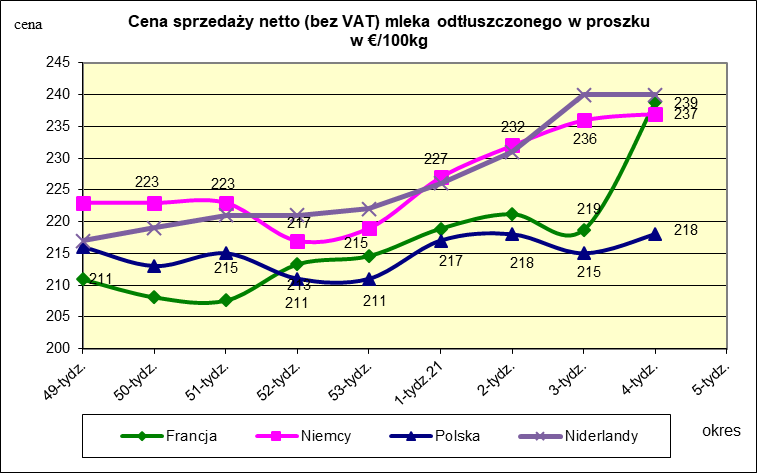 cena
Cena sprzedaży netto (bez VAT) mleka odtłuszczonego w proszku
w €/100kg
245
240
235
230
225
220
215
210
205
200
211
223
223
215
217
213
211
215
211
227
217
232
218
236
219
215
239
237
218
49-tydz.
50-tydz.
51-tydz.
52-tydz.
53-tydz.
1-tydz.21
2-tydz.
3-tydz.
4-tydz.
5-tydz.
Francja Niemcy Polska Niderlandy
okres